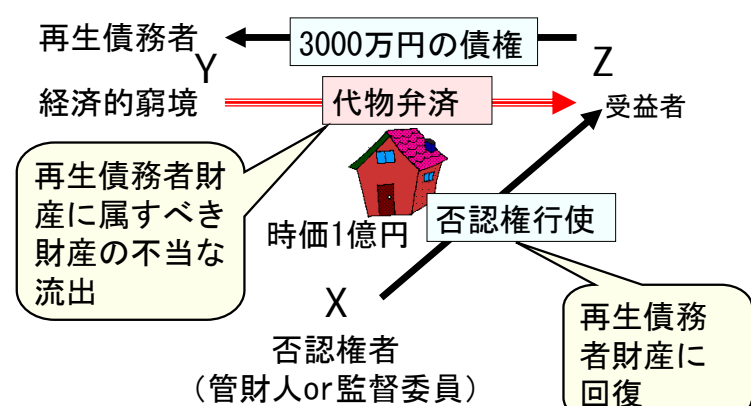 再生債務者
3000万円の債権
Y
Z
経済的窮境
代物弁済
受益者
再生債務者財
産に属すべき
財産の不当な
流出
時価1億円
否認権行使
X
否認権者
（管財人or監督委員）
再生債務
者財産に
回復